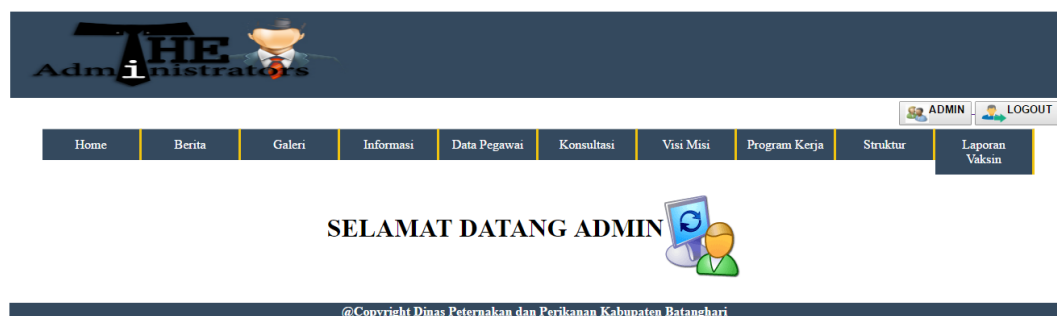 THE
Administrators
ADMIN LOGOUT
Home Berita Galeri Informasi Data Pegawai Konsultasi Visi Misi Program Kerja Struktur Laporan
Vaksin
SELAMAT DATANG ADMIN
@Copyright Dinas Peternakan dan Perikanan Kabupaten Batanghari